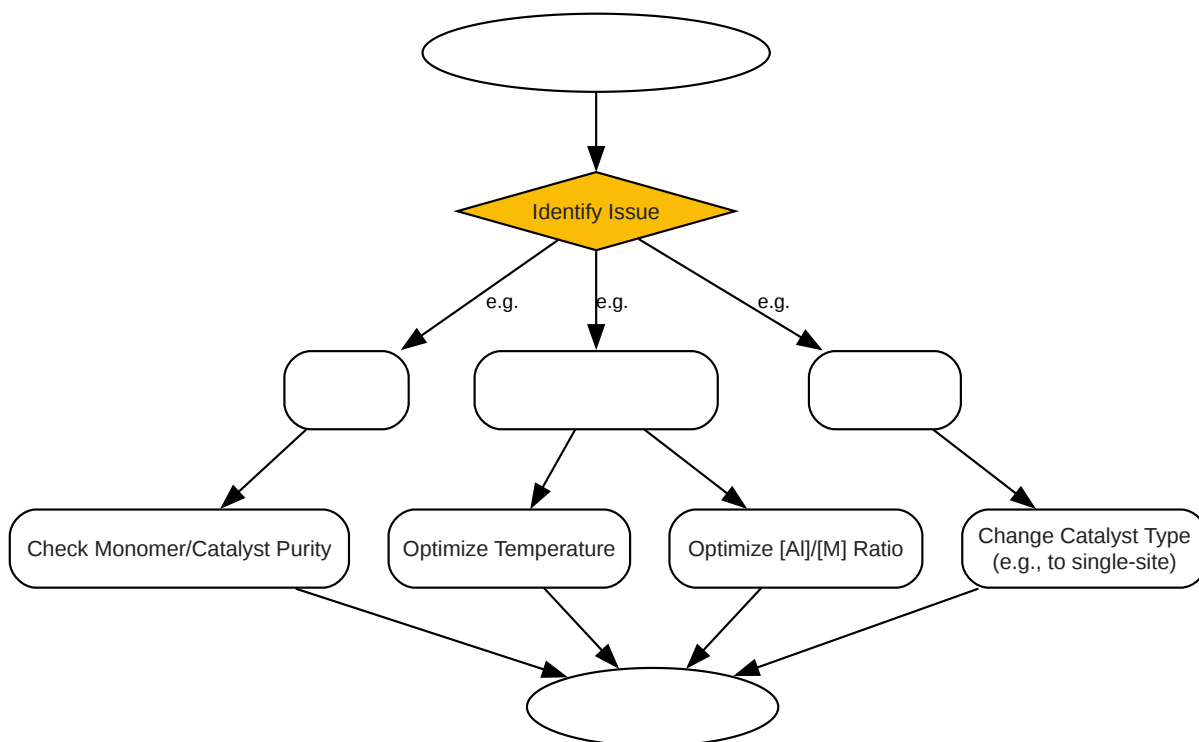 Identify Issue
e.g.
e.g.
e.g.
Check Monomer/Catalyst Purity
Optimize Temperature
Optimize [Al]/[M] Ratio
Change Catalyst Type
(e.g., to single-site)